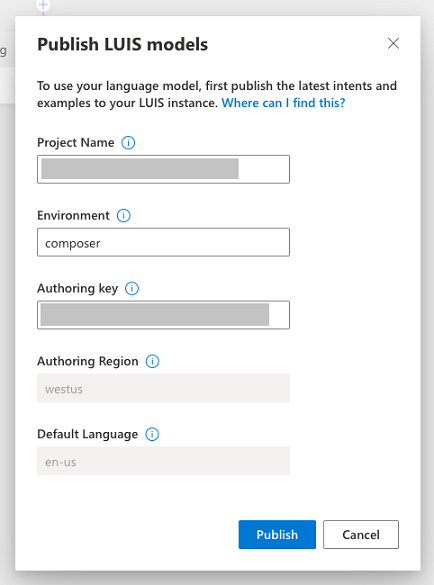 g
Publish LUIS models
To use your language model, first publish the latest intents and
examples to your LUIS instance. Where can I find this?
Project Name
Environment
composer
Authoring key
Authoring Region
westus
Default Language
en-us
Publish
Cancel